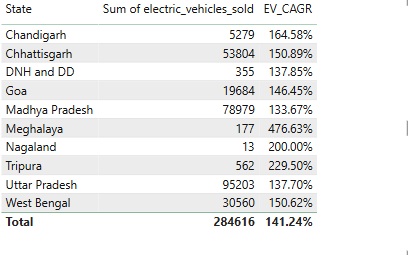 State Sum of electric_vehicles_sold EV_CAGR
Chandigarh 5279 164.58%
Chhattisgarh 53804 150.89%
DNH and DD 355 137.85%
Goa 19684 146.45%
Madhya Pradesh 78979 133.67%
Meghalaya 177 476.63%
Nagaland 13 200.00%
Tripura 562 229.50%
Uttar Pradesh 95203 137.70%
West Bengal 30560 150.62%
Total 284616 141.24%